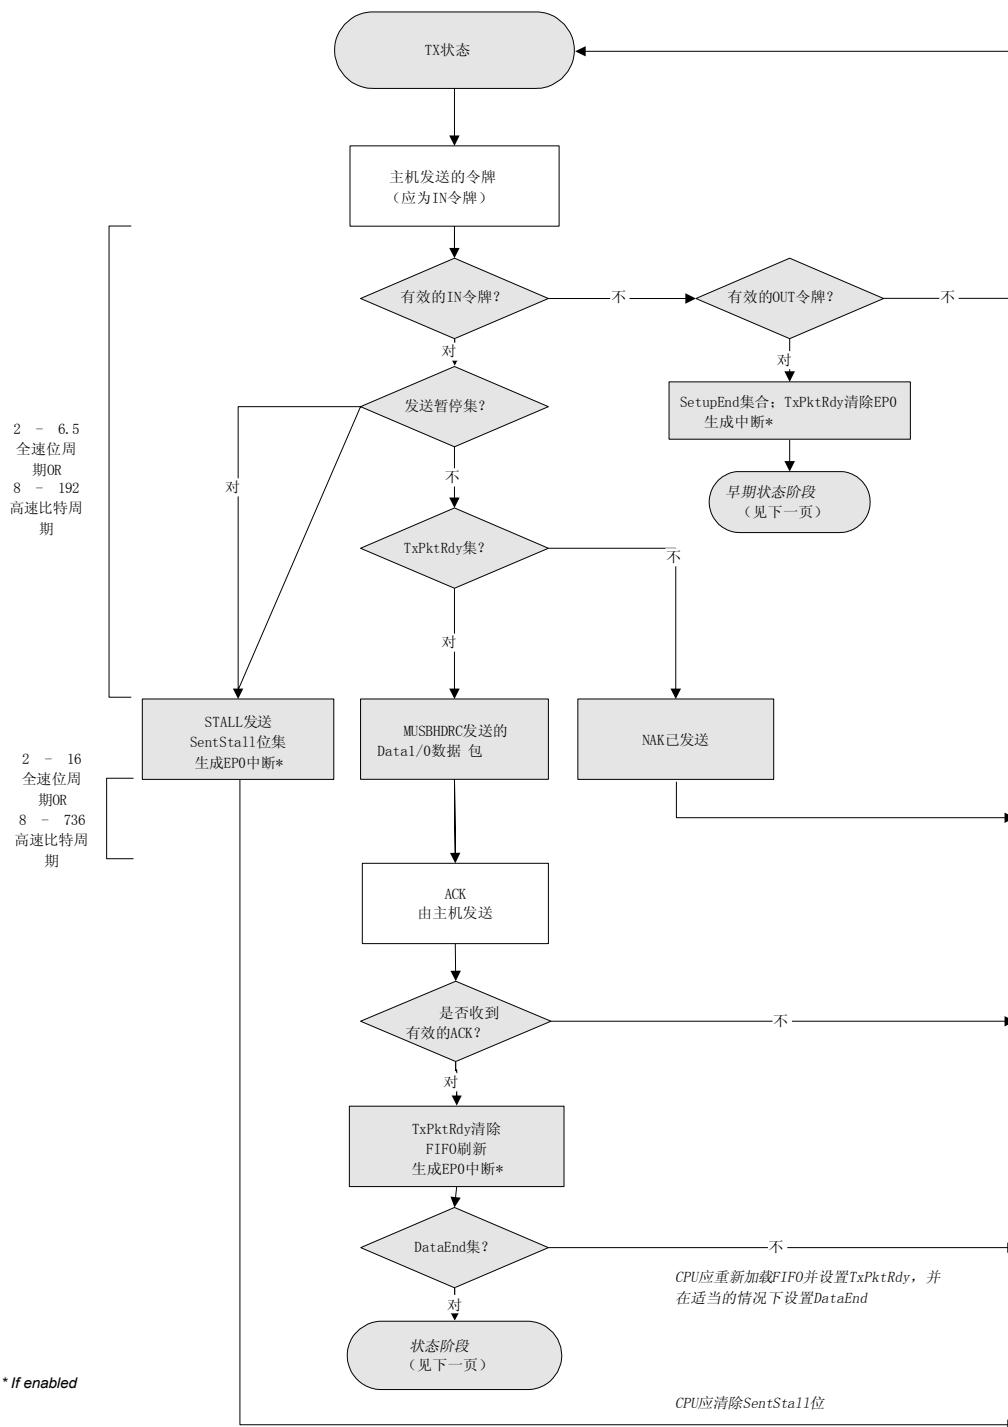 TX状态
主机发送的令牌
（应为IN令牌）
有效的IN令牌?
不
有效的OUT令牌?
不
对
对
发送暂停集?
SetupEnd集合; TxPktRdy清除EP0
生成中断*
2 - 6.5
全速位周
期OR
8 - 192
高速比特周
期
对
不
早期状态阶段
（见下一页）
TxPktRdy集?
不
对
STALL发送
SentStall位集
生成EP0中断*
MUSBHDRC发送的
Data1/0数据 包
NAK已发送
2 - 16
全速位周
期OR
8 - 736
高速比特周
期
ACK
由主机发送
是否收到
有效的ACK?
不
对
TxPktRdy清除
FIFO刷新
生成EP0中断*
DataEnd集?
不
CPU应重新加载FIFO并设置TxPktRdy，并
在适当的情况下设置DataEnd
对
状态阶段
（见下一页）
* If enabled
CPU应清除SentStall位